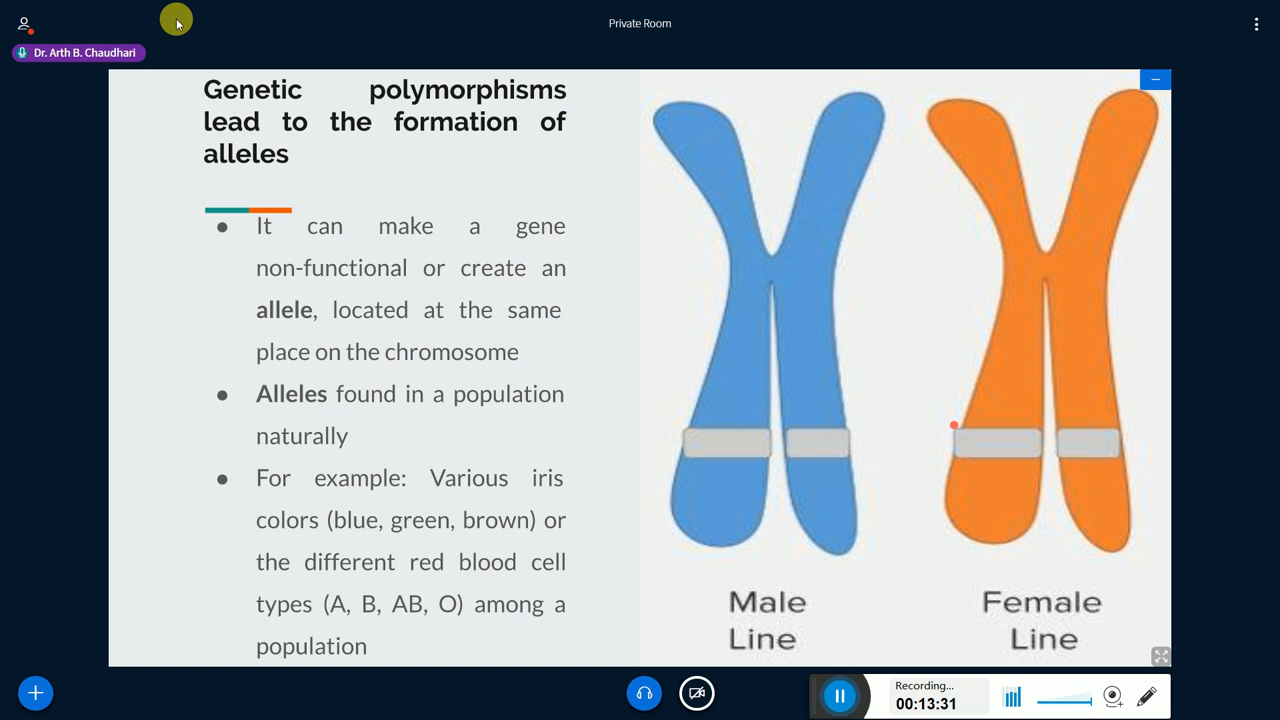 Private Room
Dr. Arth B. Chaudhari
Genetic polymorphisms
lead to the formation of
alleles
● It can make a gene
non-functional or create an
allele, located at the same
place on the chromosome
● Alleles found in a population
naturally
● For example: Various iris
colors (blue, green, brown) or
the different red blood cell
types (A, B, AB, O) among a
population
Male
Line
Female
Line
Recording...
00:13:31